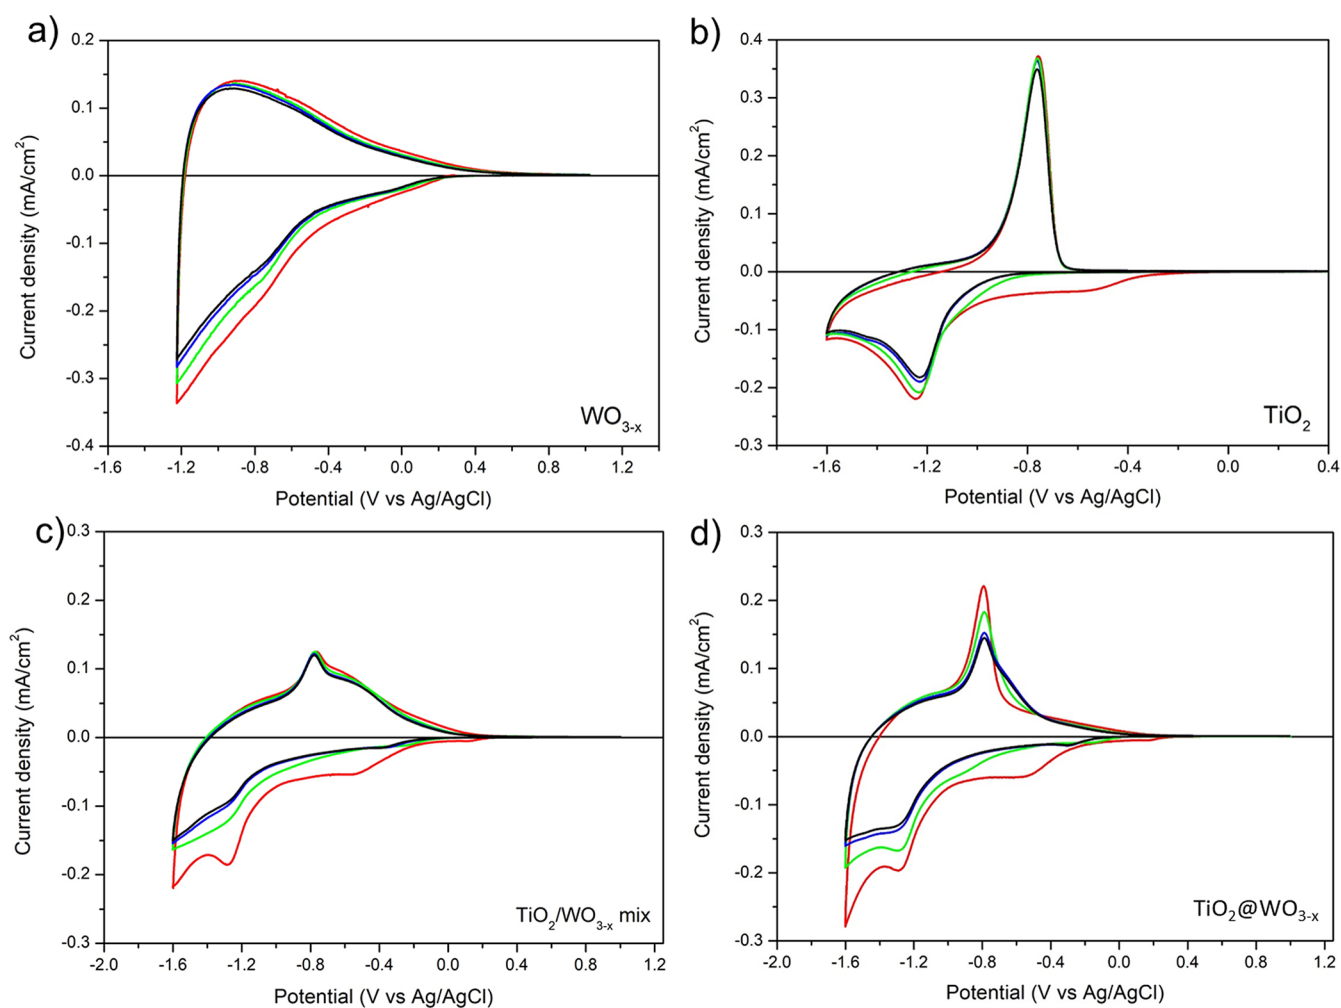 a)
0.2
0.1
0.0
-0.1
-0.2
-0.3
-0.4
Current density (mA/cm²)
WO₃₋ₓ
-1.6 -1.2 -0.8 -0.4 0.0 0.4 0.8 1.2
Potential (V vs Ag/AgCl)
b)
0.4
0.3
0.2
0.1
0.0
-0.1
-0.2
-0.3
Current density (mA/cm²)
TiO₂
-1.6 -1.2 -0.8 -0.4 0.0 0.4
Potential (V vs Ag/AgCl)
c)
0.3
0.2
0.1
0.0
-0.1
-0.2
-0.3
Current density (mA/cm²)
TiO₂/WO₃₋ₓ mix
-2.0 -1.6 -1.2 -0.8 -0.4 0.0 0.4 0.8 1.2
Potential (V vs Ag/AgCl)
d)
0.3
0.2
0.1
0.0
-0.1
-0.2
-0.3
Current density (mA/cm²)
TiO₂@WO₃₋ₓ
-2.0 -1.6 -1.2 -0.8 -0.4 0.0 0.4 0.8 1.2
Potential (V vs Ag/AgCl)